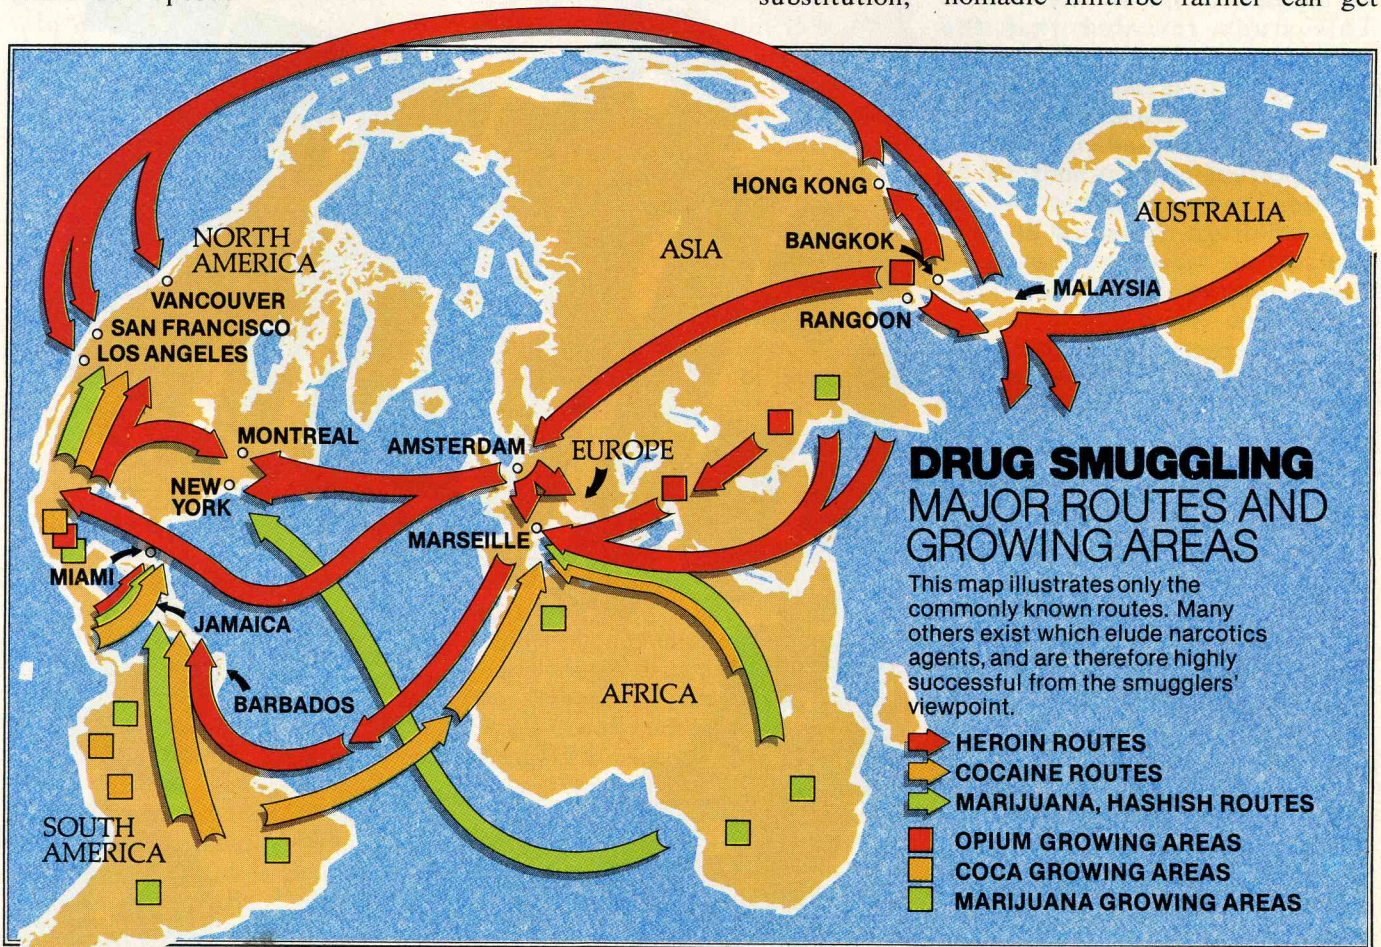 substitution, nomadic hilltribe farmer can get
HONG KONG
AUSTRALIA
NORTH
AMERICA
ASIA
BANGKOK
MALAYSIA
VANCOUVER
RANGOON
SAN FRANCISCO
LOS ANGELES
MONTREAL
AMSTERDAM
EUROPE
NEW
YORK
MARSEILLE
MIAMI
JAMAICA
BARBADOS
AFRICA
SOUTH
AMERICA
DRUG SMUGGLING
MAJOR ROUTES AND
GROWING AREAS
This map illustrates only the
commonly known routes. Many
others exist which elude narcotics
agents, and are therefore highly
successful from the smugglers'
viewpoint.
HEROIN ROUTES
COCAINE ROUTES
MARIJUANA, HASHISH ROUTES
OPIUM GROWING AREAS
COCA GROWING AREAS
MARIJUANA GROWING AREAS